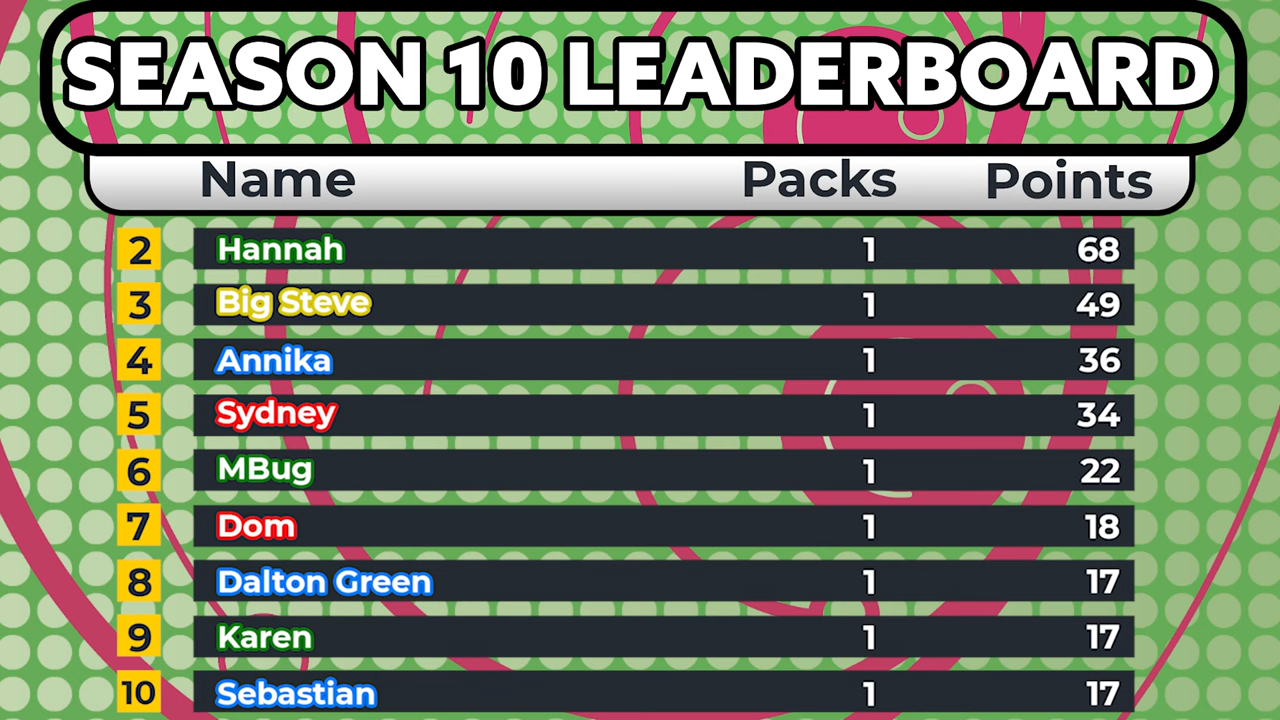 SEASON 10 LEADERBOARD
Name Packs Points
2 Hannah 1 68
3 Big Steve 1 49
4 Annika 1 36
5 Sydney 1 34
6 MBug 1 22
7 Dom 1 18
8 Dalton Green 1 17
9 Karen 1 17
10 Sebastian 1 17